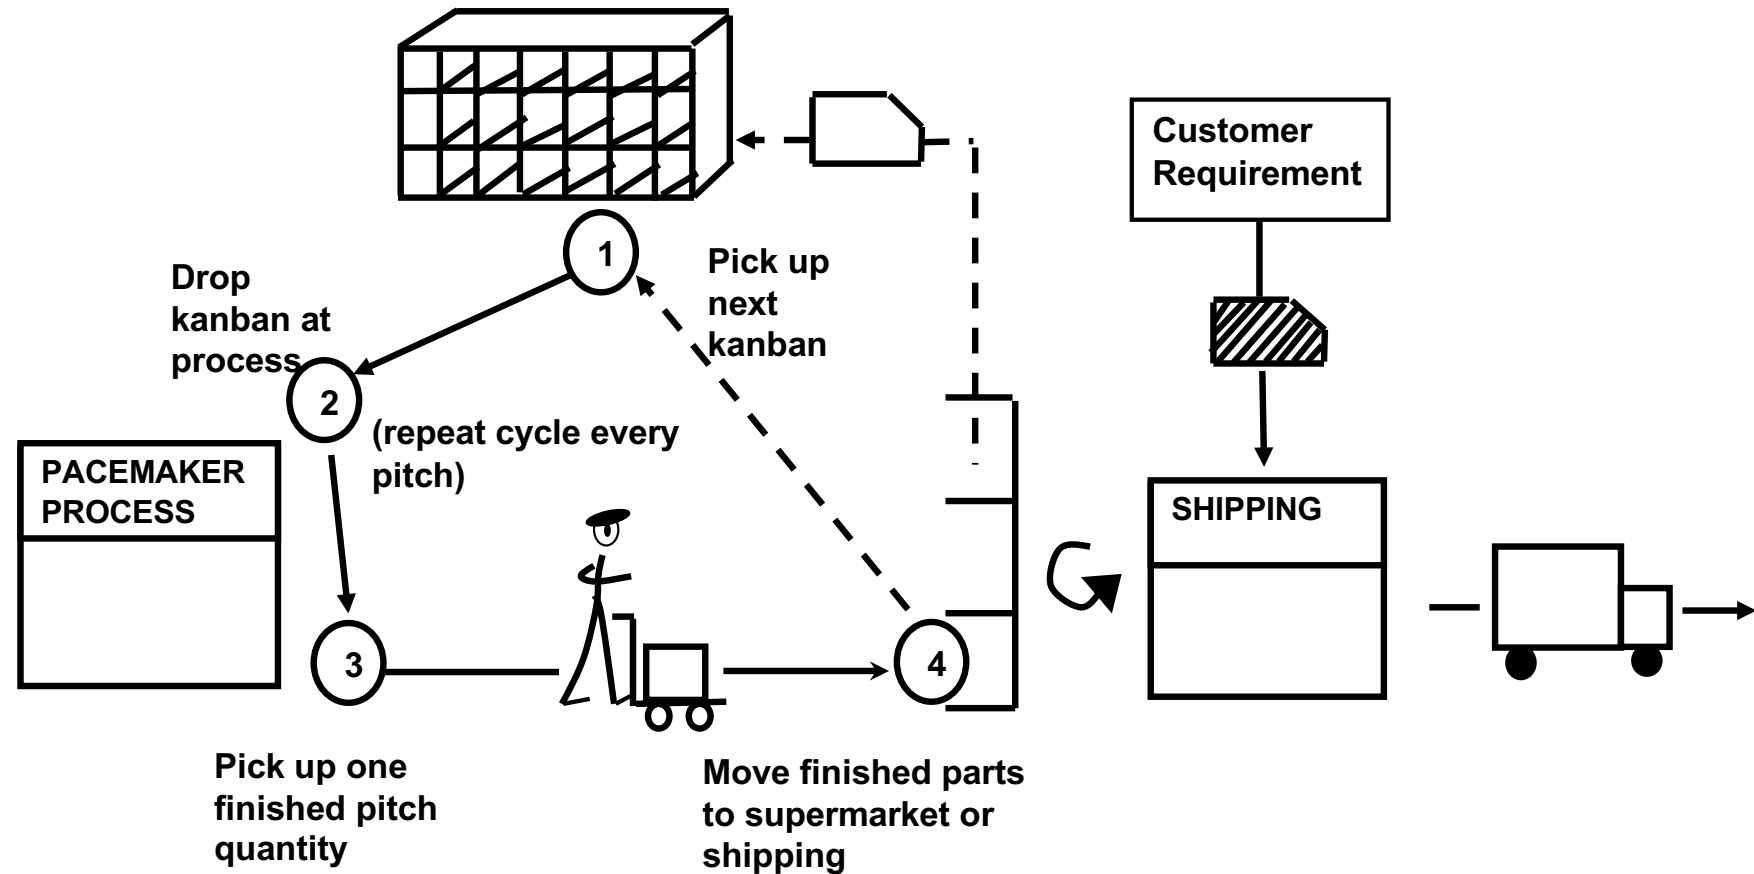 Customer
Requirement
1
Pick up
next
kanban
Drop
kanban at
process
2
(repeat cycle every
pitch)
PACEMAKER
PROCESS
SHIPPING
3
4
Pick up one
finished pitch
quantity
Move finished parts
to supermarket or
shipping